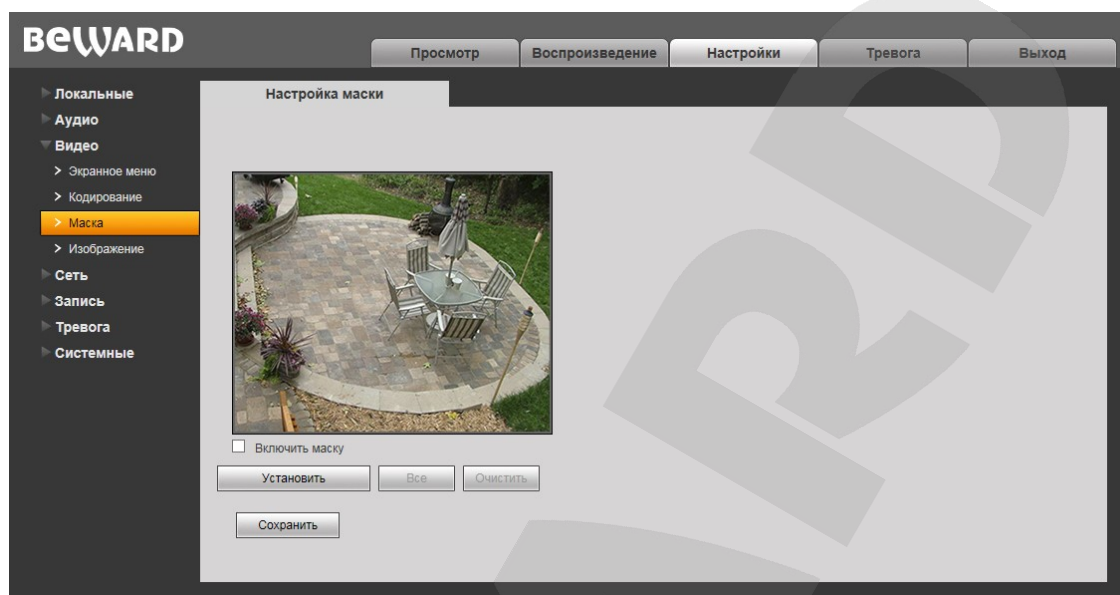 BEWARD
Просмотр
Воспроизведение
Настройки
Тревога
Выход
Локальные
Аудио
Видео
Экранное меню
Кодирование
Маска
Изображение
Сеть
Запись
Тревога
Системные
Настройка маски
Включить маску
Установить
Все
Очистить
Сохранить